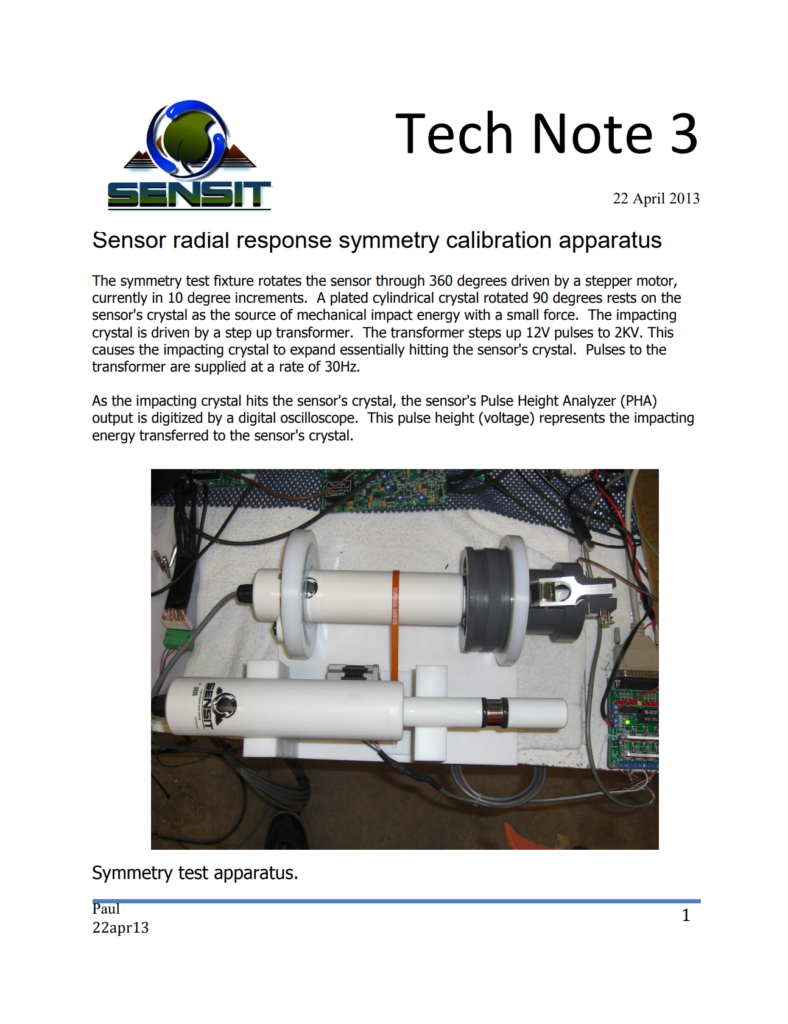 SENSIT
Tech Note 3
22 April 2013
Sensor radial response symmetry calibration apparatus
The symmetry test fixture rotates the sensor through 360 degrees driven by a stepper motor,
currently in 10 degree increments.  A plated cylindrical crystal rotated 90 degrees rests on the
sensor's crystal as the source of mechanical impact energy with a small force.  The impacting
crystal is driven by a step up transformer.  The transformer steps up 12V pulses to 2KV. This
causes the impacting crystal to expand essentially hitting the sensor's crystal.  Pulses to the
transformer are supplied at a rate of 30Hz.
As the impacting crystal hits the sensor's crystal, the sensor's Pulse Height Analyzer (PHA)
output is digitized by a digital oscilloscope.  This pulse height (voltage) represents the impacting
energy transferred to the sensor's crystal.
SENSIT
Symmetry test apparatus.
Paul
22apr13
1